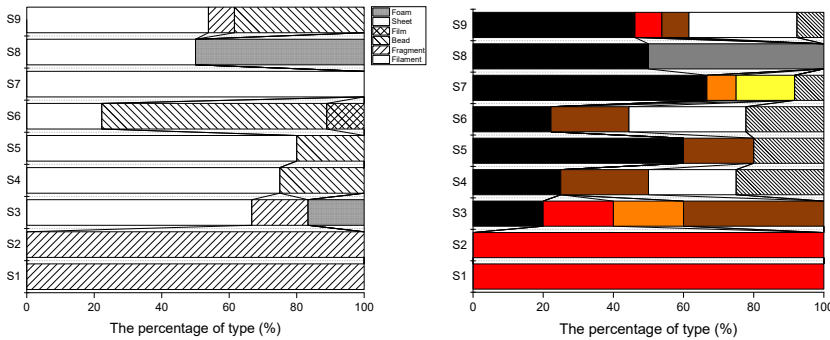 S9
S8
S7
S6
S5
S4
S3
S2
S1
0 20 40 60 80 100
The percentage of type (%)
Foam
Sheet
Film
Bead
Fragment
Filament
S9
S8
S7
S6
S5
S4
S3
S2
S1
0 20 40 60 80 100
The percentage of type (%)